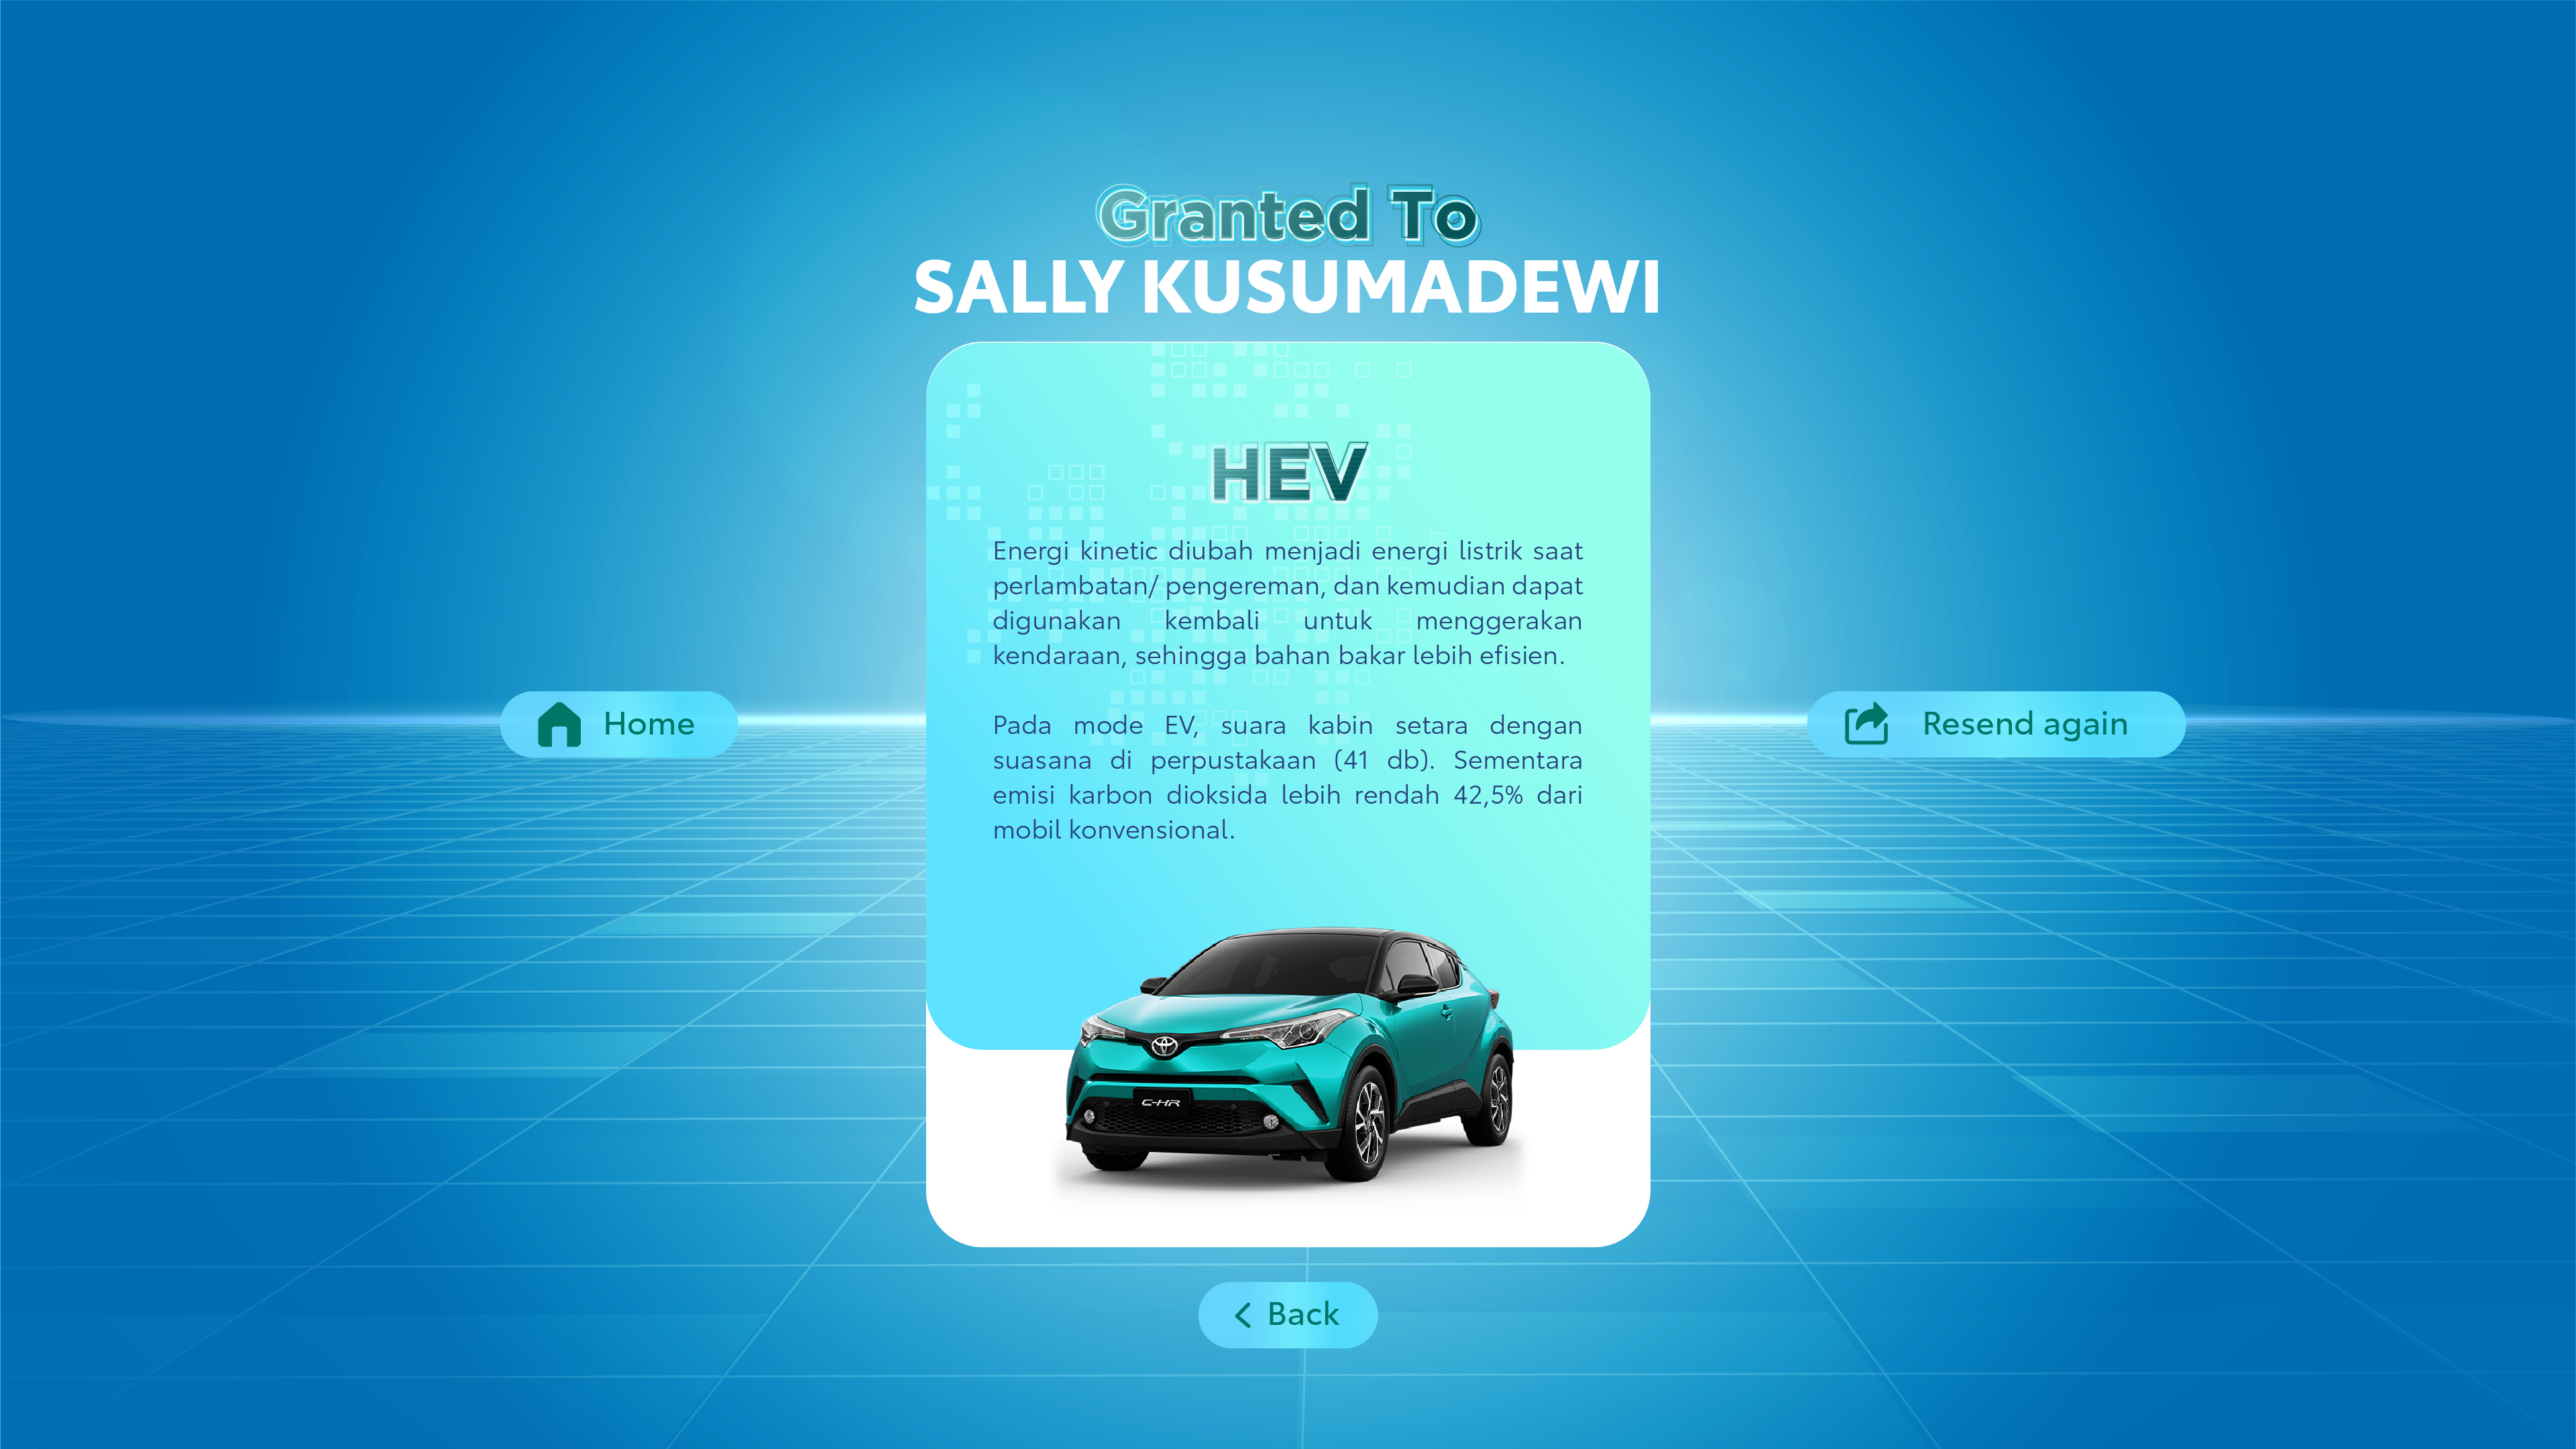 Granted To
SALLY KUSUMADEWI
HEV
Energi kinetic diubah menjadi energi listrik saat
perlambatan/ pengereman, dan kemudian dapat
digunakan kembali untuk menggerakan
kendaraan, sehingga bahan bakar lebih efisien.
Pada mode EV, suara kabin setara dengan
suasana di perpustakaan (41 db). Sementara
emisi karbon dioksida lebih rendah 42,5% dari
mobil konvensional.
Home
Resend again
C-HR
Back